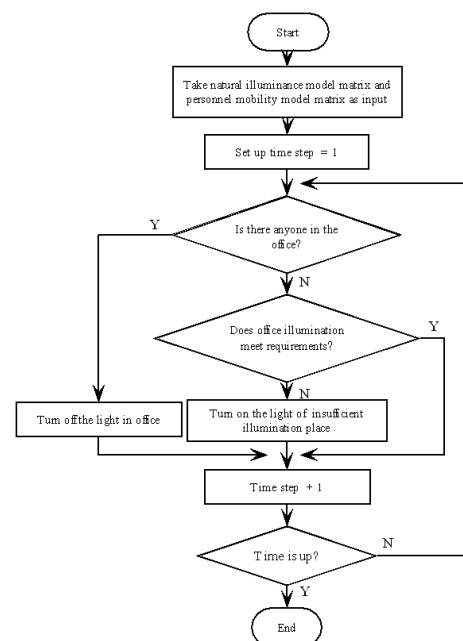 Start
Take natural illuminance model matrix and
personnel mobility model matrix as input
Set up time step = 1
Is there anyone in the
office?
Y
N
Does office illumination
meet requirements?
Y
N
Turn off the light in office
Turn on the light of insufficient
illumination place
Time step + 1
Time is up?
N
Y
End